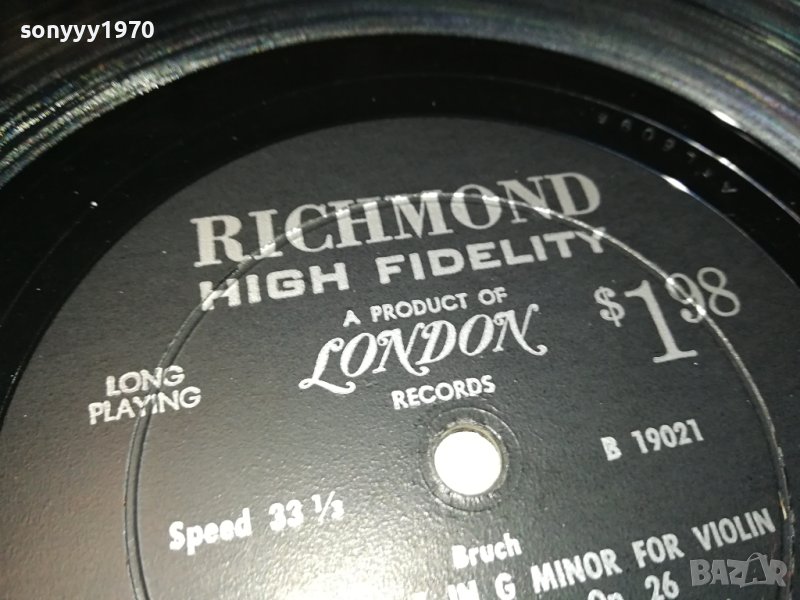 sonyyy1970
RICHMOND
HIGH FIDELITY
A PRODUCT OF
LONDON
RECORDS
$1.98
LONG
PLAYING
B 19021
Speed 33 1/3
Bruch
IN G MINOR FOR VIOLIN
Op. 26
BAZAR